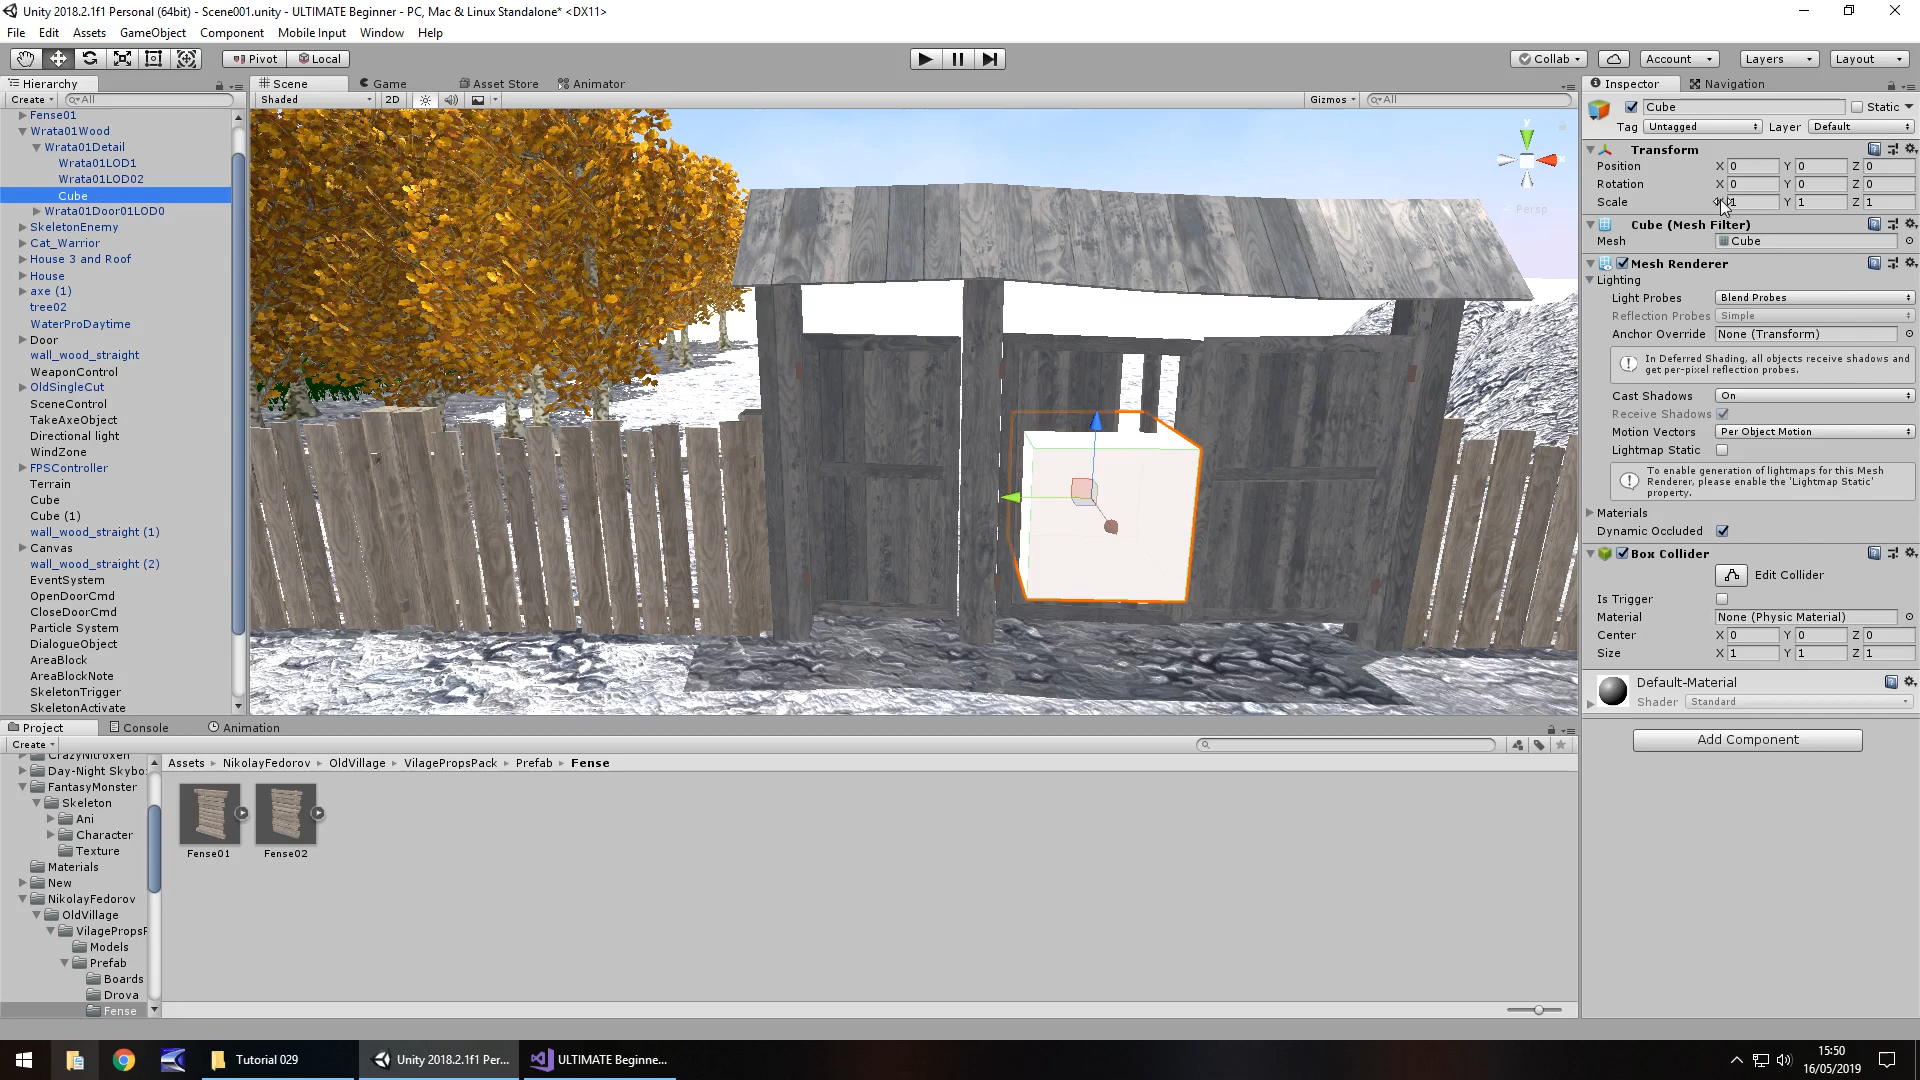 Unity 2018.2.1f1 Personal (64bit) - Scene001.unity - ULTIMATE Beginner - PC, Mac & Linux Standalone* <DX11>
File Edit Assets GameObject Component Mobile Input Window Help
Pivot Local Collab Account Layers Layout
Hierarchy Scene Game Asset Store Animator Inspector Navigation
Create All Shaded 2D Gizmos All
Fense01
Wrata01Wood
Wrata01Detail
Wrata01LOD1
Wrata01LOD02
Cube
Wrata01Door01LOD0
SkeletonEnemy
Cat_Warrior
House 3 and Roof
House
axe (1)
tree02
WaterProDaytime
Door
wall_wood_straight
WeaponControl
OldSingleCut
SceneControl
TakeAxeObject
Directional light
WindZone
FPSController
Terrain
Cube
Cube (1)
wall_wood_straight (1)
Canvas
wall_wood_straight (2)
EventSystem
OpenDoorCmd
CloseDoorCmd
Particle System
DialogueObject
AreaBlock
AreaBlockNote
SkeletonTrigger
SkeletonActivate
y
x
Persp
Cube Static
Tag Untagged Layer Default
Transform
Position X 0 Y 0 Z 0
Rotation X 0 Y 0 Z 0
Scale X 1 Y 1 Z 1
Cube (Mesh Filter)
Mesh Cube
Mesh Renderer
Lighting
Light Probes Blend Probes
Reflection Probes Simple
Anchor Override None (Transform)
In Deferred Shading, all objects receive shadows and
get per-pixel reflection probes.
Cast Shadows On
Receive Shadows
Motion Vectors Per Object Motion
Lightmap Static
To enable generation of lightmaps for this Mesh
Renderer, please enable the 'Lightmap Static'
property.
Materials
Dynamic Occluded
Box Collider
Edit Collider
Is Trigger
Material None (Physic Material)
Center X 0 Y 0 Z 0
Size X 1 Y 1 Z 1
Default-Material
Shader Standard
Add Component
Project Console Animation
Create
CrazyNitroxen
Day-Night Skybo
FantasyMonster
Skeleton
Ani
Character
Texture
Materials
New
NikolayFedorov
OldVillage
VilagePropsP
Models
Prefab
Boards
Drova
Fense
Assets NikolayFedorov OldVillage VilagePropsPack Prefab Fense
Fense01 Fense02
Tutorial 029 Unity 2018.2.1f1 Per... ULTIMATE Beginne...
15:50
16/05/2019